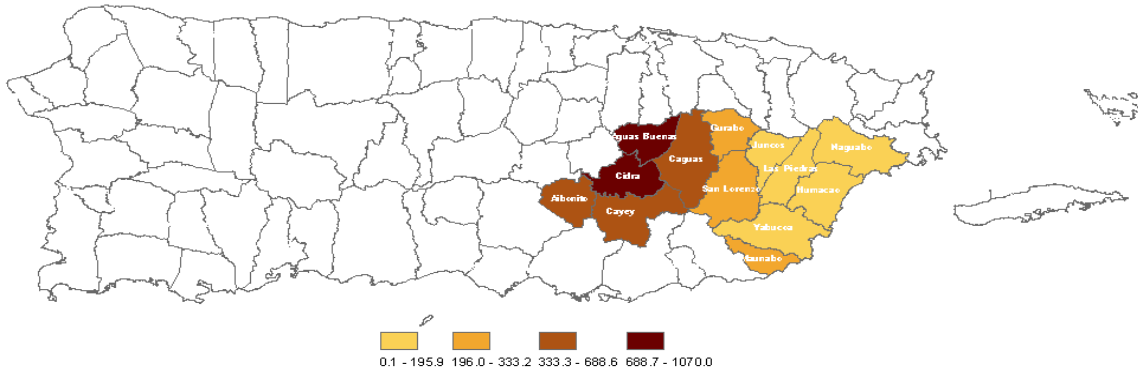 Gurabo
Aguas Buenas
Juncos
Naguabo
Caguas
Las Piedras
Cidra
San Lorenzo
Humacao
Aibonito
Cayey
Yabucoa
Maunabo
0.1 - 195.9 196.0 - 333.2 333.3 - 688.6 688.7 - 1070.0